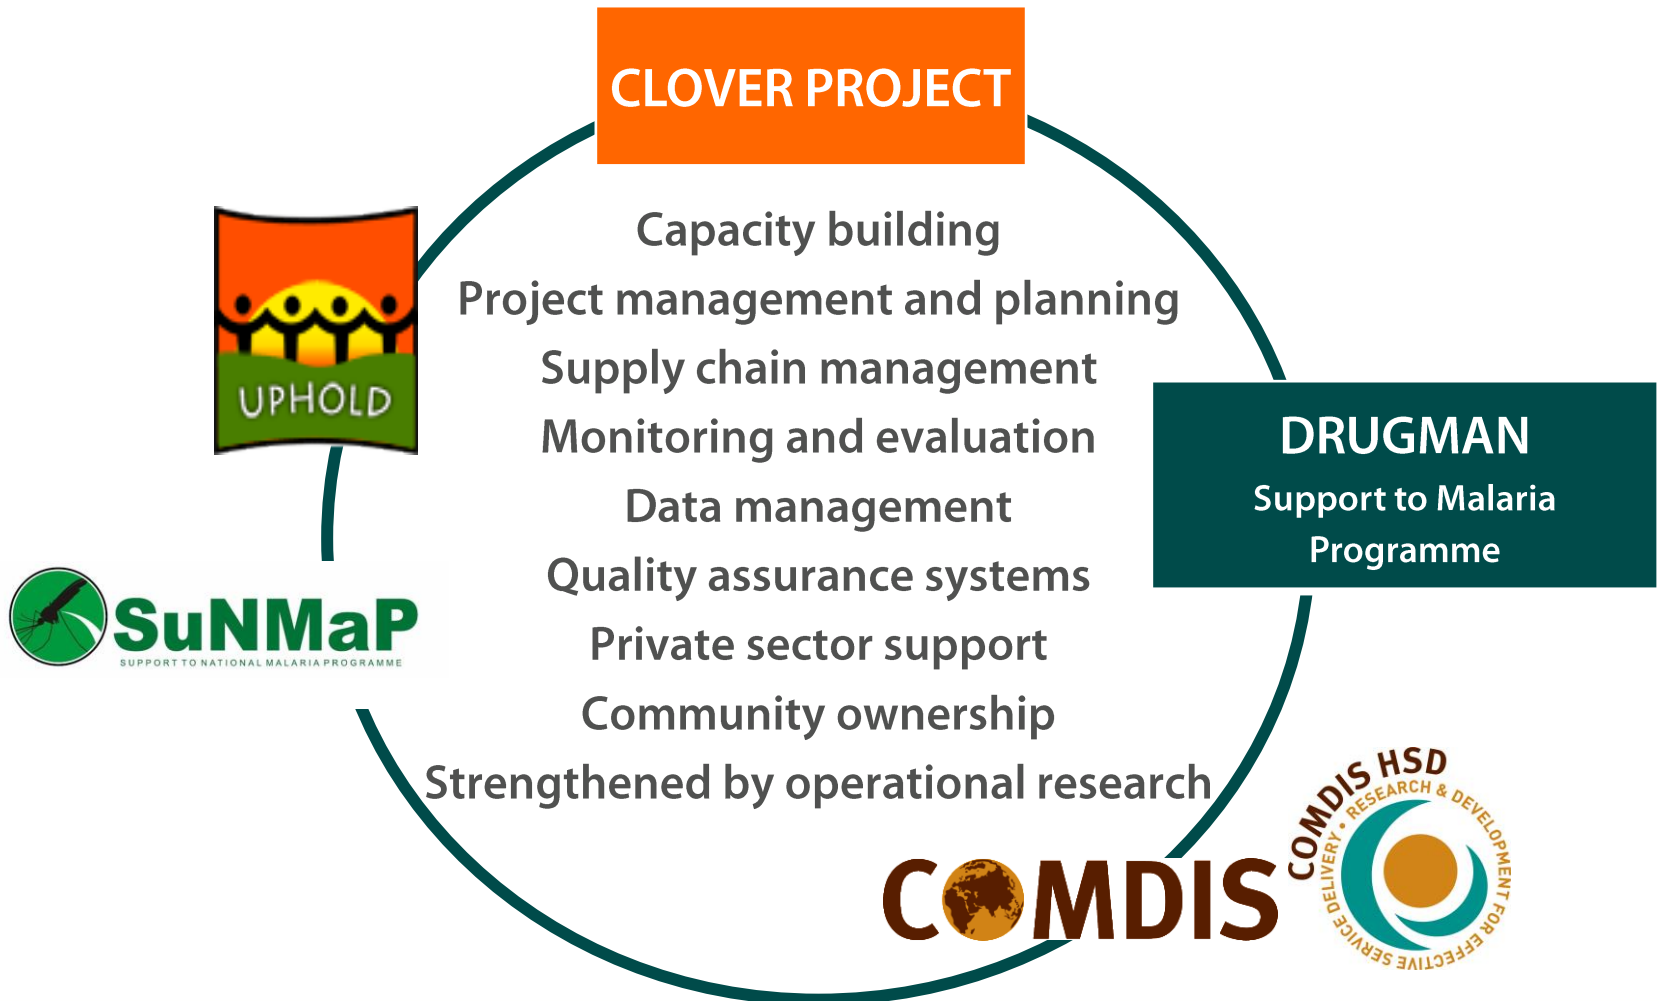 CLOVER PROJECT
UPHOLD
Capacity building
Project management and planning
Supply chain management
Monitoring and evaluation
Data management
Quality assurance systems
Private sector support
Community ownership
Strengthened by operational research
DRUGMAN
Support to Malaria
Programme
SuNMaP
SUPPORT TO NATIONAL MALARIA PROGRAMME
COMDIS
COMDIS HSD
RESEARCH & DEVELOPMENT FOR EFFECTIVE SERVICE DELIVERY •